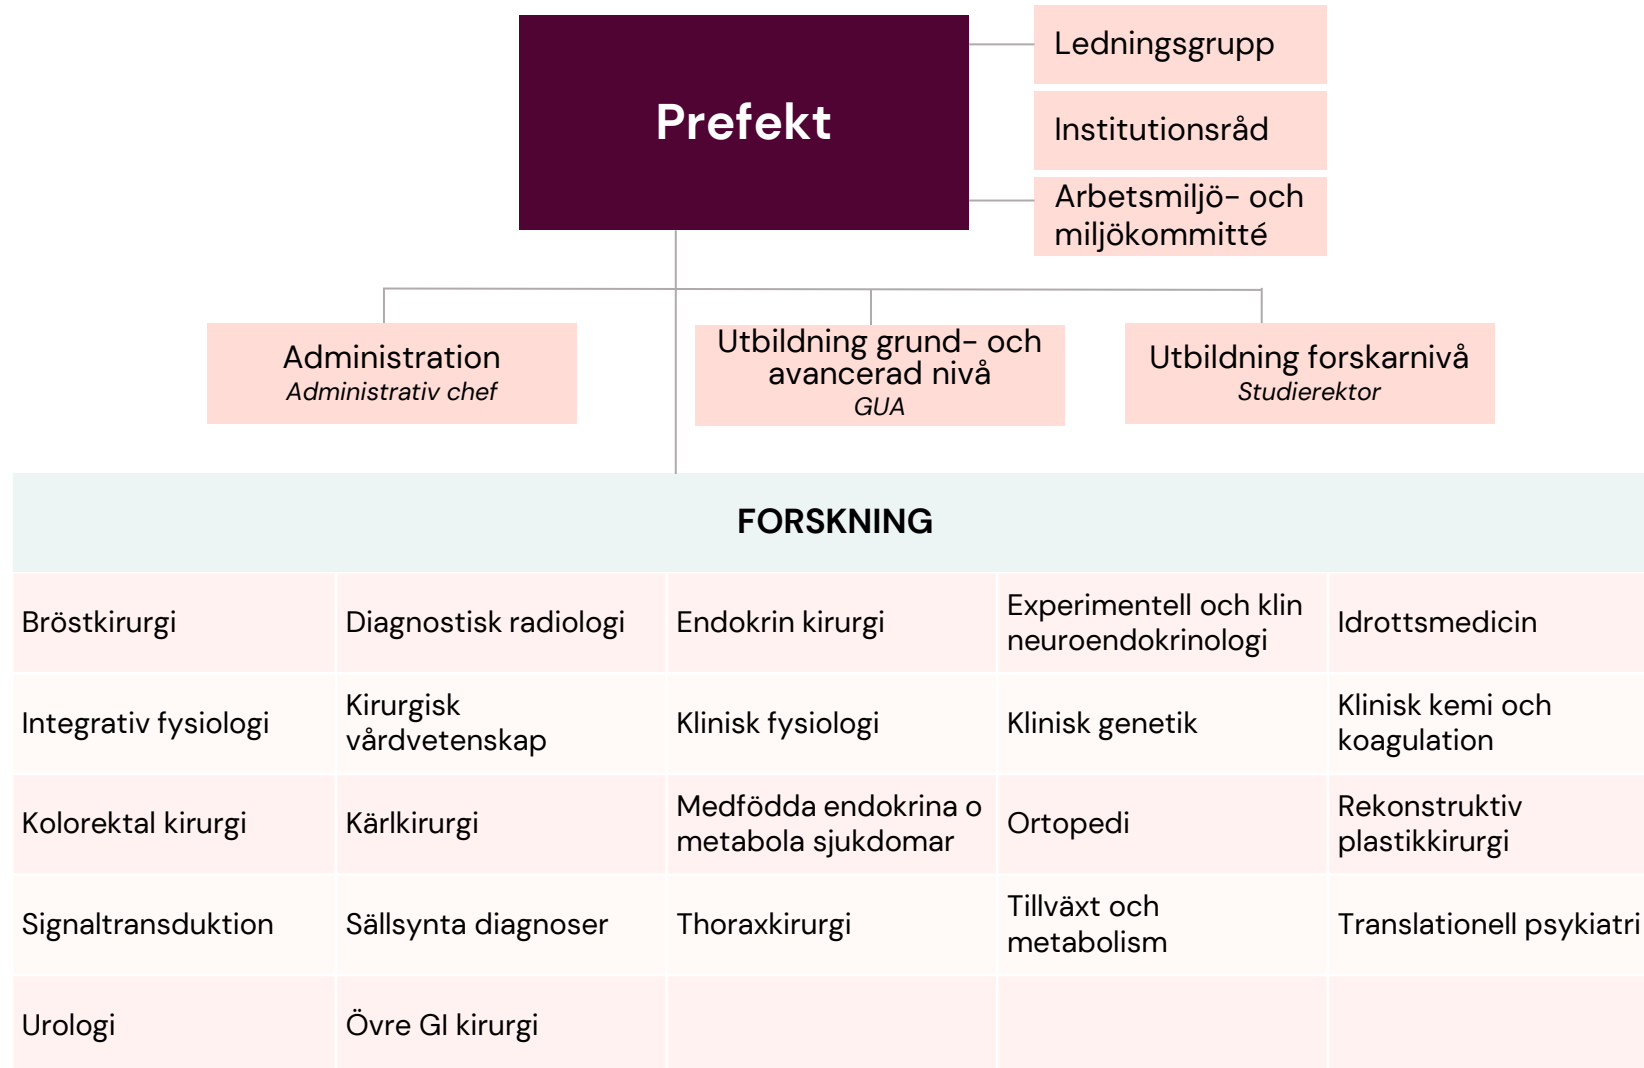 Prefekt
Ledningsgrupp
Institutionsråd
Arbetsmiljö- och
miljökommitté
Administration
Administrativ chef
Utbildning grund- och
avancerad nivå
GUA
Utbildning forskarnivå
Studierektor
FORSKNING
Bröstkirurgi
Diagnostisk radiologi
Endokrin kirurgi
Experimentell och klin
neuroendokrinologi
Idrottsmedicin
Integrativ fysiologi
Kirurgisk
vårdvetenskap
Klinisk fysiologi
Klinisk genetik
Klinisk kemi och
koagulation
Kolorektal kirurgi
Kärlkirurgi
Medfödda endokrina o
metabola sjukdomar
Ortopedi
Rekonstruktiv
plastikkirurgi
Signaltransduktion
Sällsynta diagnoser
Thoraxkirurgi
Tillväxt och
metabolism
Translationell psykiatri
Urologi
Övre GI kirurgi